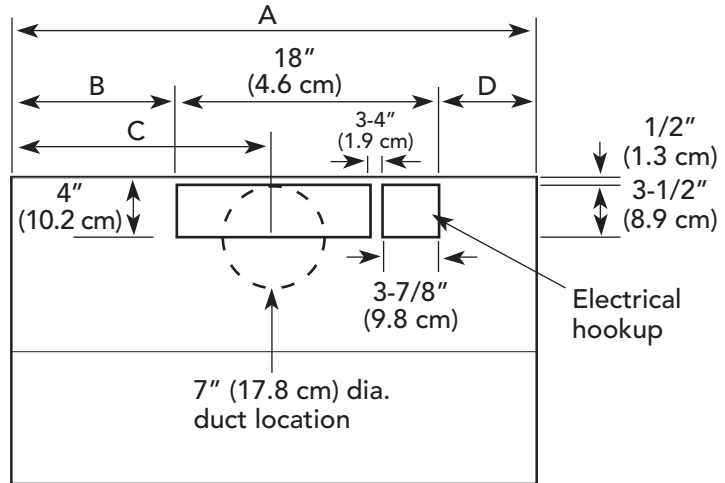 A
18"
(4.6 cm)
B
D
C
3-4"
(1.9 cm)
1/2"
(1.3 cm)
4"
(10.2 cm)
3-1/2"
(8.9 cm)
3-7/8"
(9.8 cm)
Electrical
hookup
7" (17.8 cm) dia.
duct location